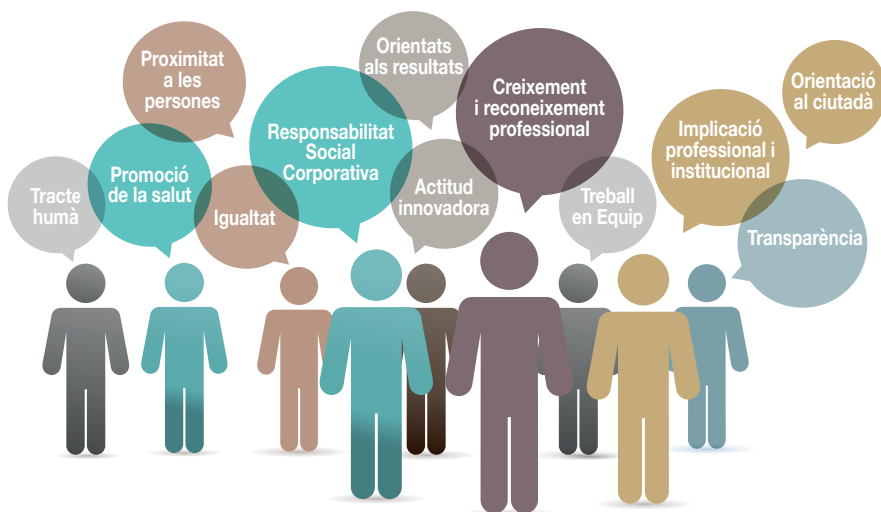 Proximitat
a les
persones
Orientats
als resultats
Creixement
i reconeixement
professional
Orientació
al ciutadà
Responsabilitat
Social
Corporativa
Implicació
professional i
institucional
Promoció
de la salut
Tracte
humà
Igualtat
Actitud
innovadora
Treball
en Equip
Transparència